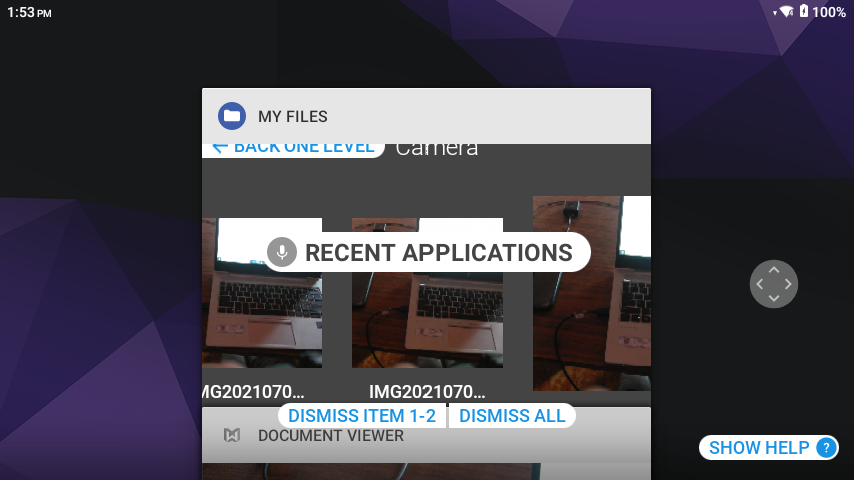 1:53 PM
100%
MY FILES
BACK ONE LEVEL
Camera
RECENT APPLICATIONS
MG2021070...
IMG2021070...
DISMISS ITEM 1-2
DISMISS ALL
DOCUMENT VIEWER
SHOW HELP ?